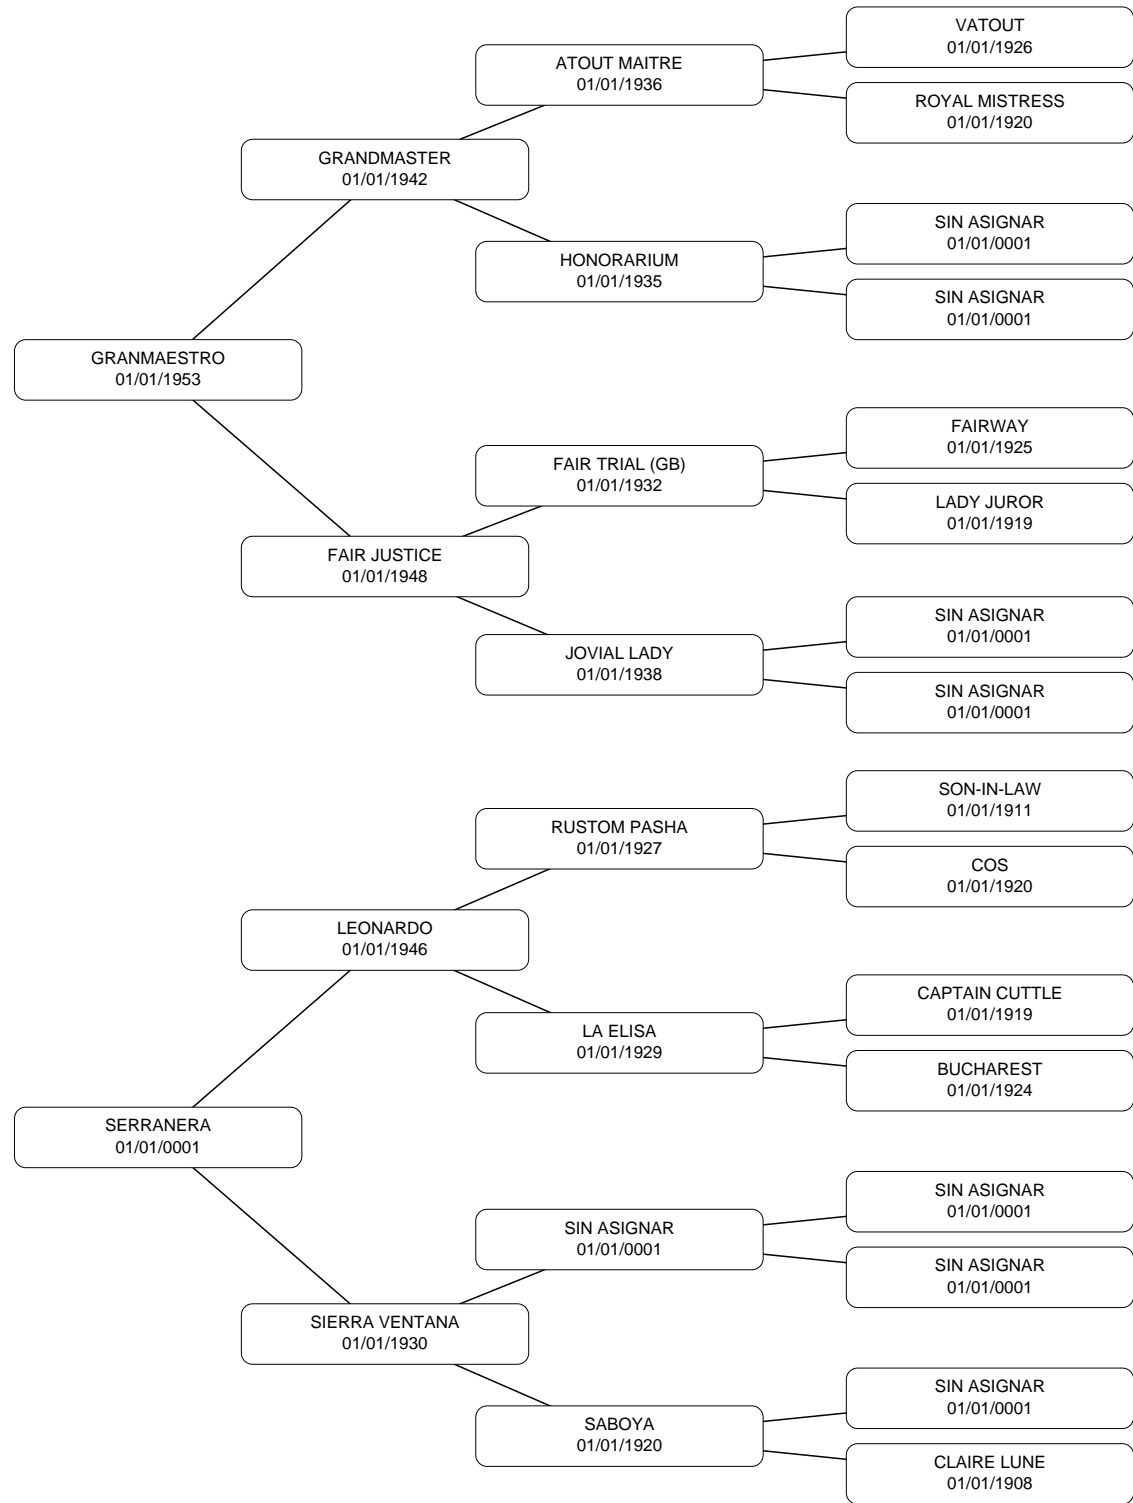 VATOUT
01/01/1926
ATOUT MAITRE
01/01/1936
ROYAL MISTRESS
01/01/1920
GRANDMASTER
01/01/1942
SIN ASIGNAR
01/01/0001
HONORARIUM
01/01/1935
SIN ASIGNAR
01/01/0001
GRANMAESTRO
01/01/1953
FAIRWAY
01/01/1925
FAIR TRIAL (GB)
01/01/1932
LADY JUROR
01/01/1919
FAIR JUSTICE
01/01/1948
SIN ASIGNAR
01/01/0001
JOVIAL LADY
01/01/1938
SIN ASIGNAR
01/01/0001
SON-IN-LAW
01/01/1911
RUSTOM PASHA
01/01/1927
COS
01/01/1920
LEONARDO
01/01/1946
CAPTAIN CUTTLE
01/01/1919
LA ELISA
01/01/1929
BUCHAREST
01/01/1924
SERRANERA
01/01/0001
SIN ASIGNAR
01/01/0001
SIN ASIGNAR
01/01/0001
SIN ASIGNAR
01/01/0001
SIERRA VENTANA
01/01/1930
SIN ASIGNAR
01/01/0001
SABOYA
01/01/1920
CLAIRE LUNE
01/01/1908